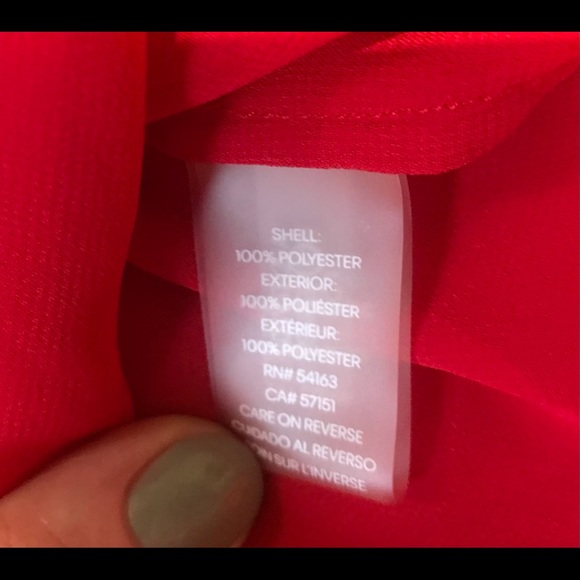 SHELL:
100% POLYESTER
EXTERIOR:
100% POLIÉSTER
EXTÉRIEUR:
100% POLYESTER
RN# 54163
CA# 57151
CARE ON REVERSE
CUIDADO AL REVERSO
SUR L'INVERSE